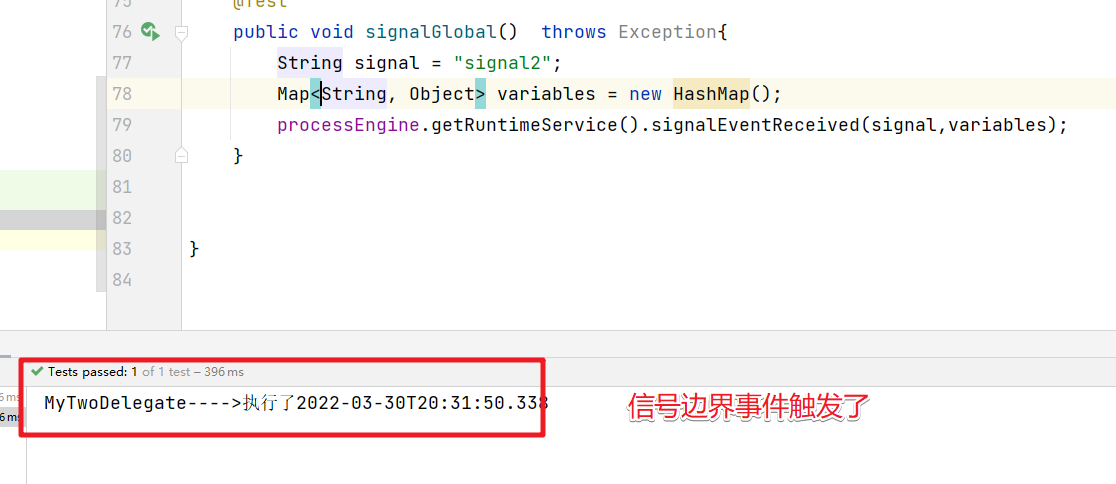 75 @Test
76 public void signalGlobal() throws Exception{
77 String signal = "signal2";
78 Map<String, Object> variables = new HashMap();
79 processEngine.getRuntimeService().signalEventReceived(signal,variables);
80 }
81
82
83 }
84
Tests passed: 1 of 1 test – 396 ms
6 ms
MyTwoDelegate---->执行了2022-03-30T20:31:50.338
6 ms
信号边界事件触发了